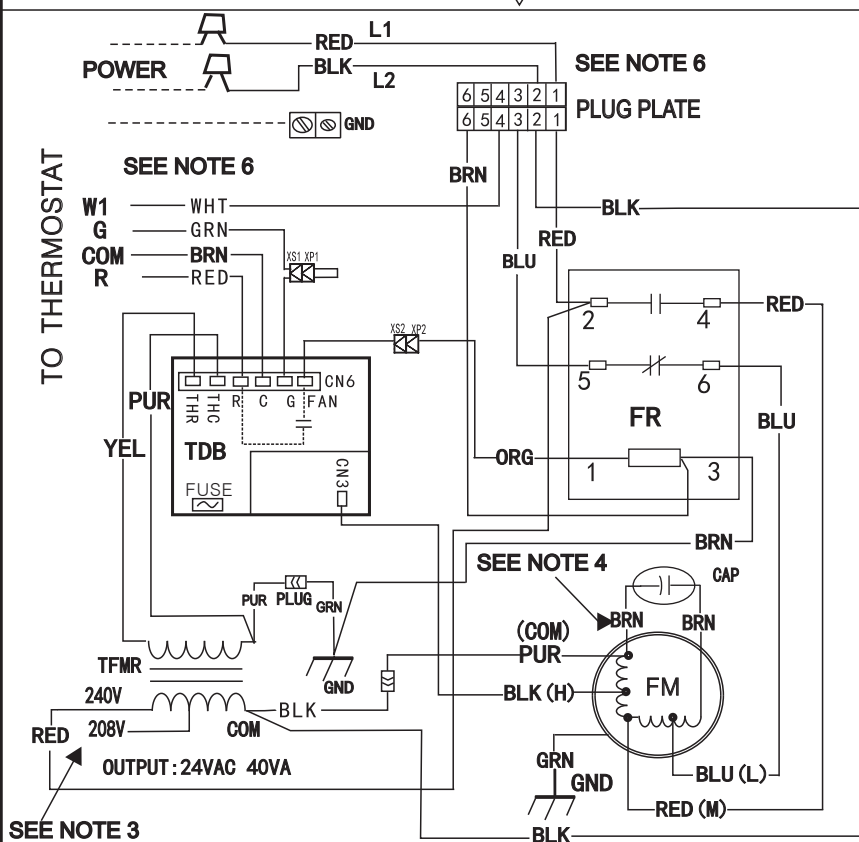 L1
RED
POWER
BLK
L2
SEE NOTE 6
6 5 4 3 2 1
PLUG PLATE
6 5 4 3 2 1
GND
SEE NOTE 6
BRN
TO THERMOSTAT
W1 WHT
BLK
G GRN
RED
COM BRN
XS1 XP1
BLU
R RED
2 4 RED
XS2 XP2
5 6
CN6
PUR
THR THC R C G FAN
FR
BLU
YEL
TDB
ORG
1 3
CN3
FUSE
BRN
SEE NOTE 4
CAP
PUR PLUG GRN
BRN BRN
(COM)
PUR
TFMR
GND
FM
240V
BLK (H)
BLK
RED
208V COM
GRN
OUTPUT:24VAC 40VA
GND
BLU (L)
RED (M)
SEE NOTE 3
BLK